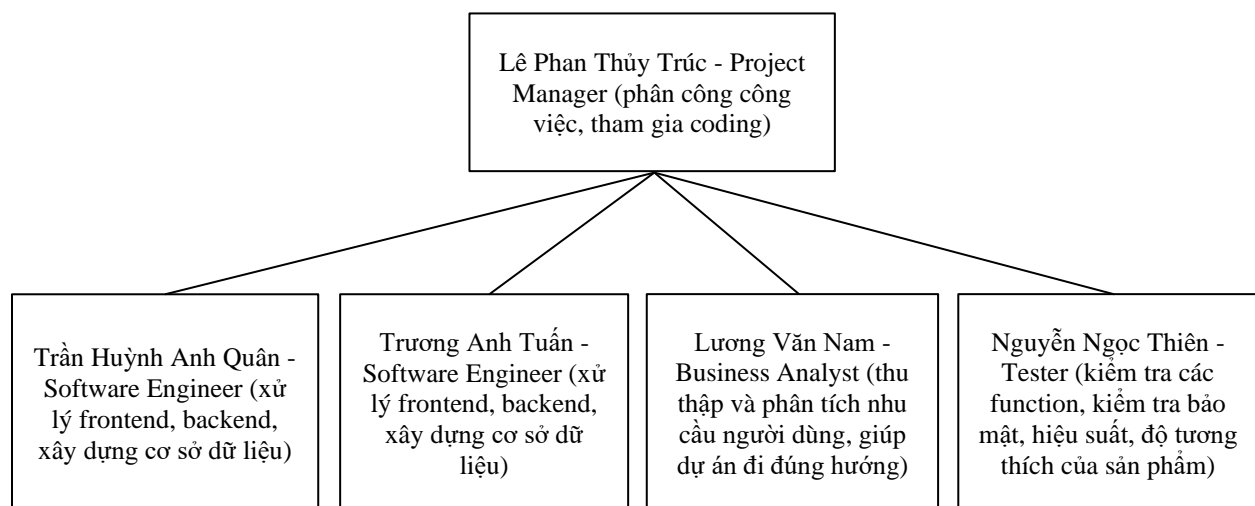 Lê Phan Thủy Trúc - Project
Manager (phân công công
việc, tham gia coding)
Trần Huỳnh Anh Quân -
Software Engineer (xử
lý frontend, backend,
xây dựng cơ sở dữ liệu)
Trương Anh Tuấn -
Software Engineer (xử
lý frontend, backend,
xây dựng cơ sở dữ
liệu)
Lương Văn Nam -
Business Analyst (thu
thập và phân tích nhu
cầu người dùng, giúp
dự án đi đúng hướng)
Nguyễn Ngọc Thiên -
Tester (kiểm tra các
function, kiểm tra bảo
mật, hiệu suất, độ tương
thích của sản phẩm)